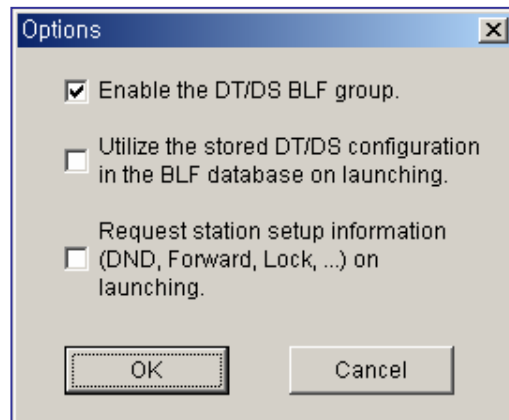 Options
Enable the DT/DS BLF group.
Utilize the stored DT/DS configuration
in the BLF database on launching.
Request station setup information
(DND, Forward, Lock, ...) on
launching.
OK
Cancel